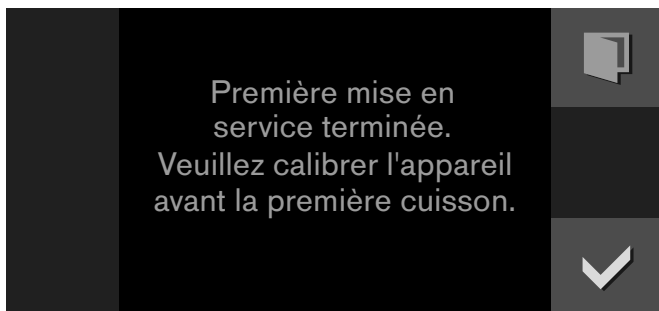 Première mise en
service terminée.
Veuillez calibrer l'appareil
avant la première cuisson.